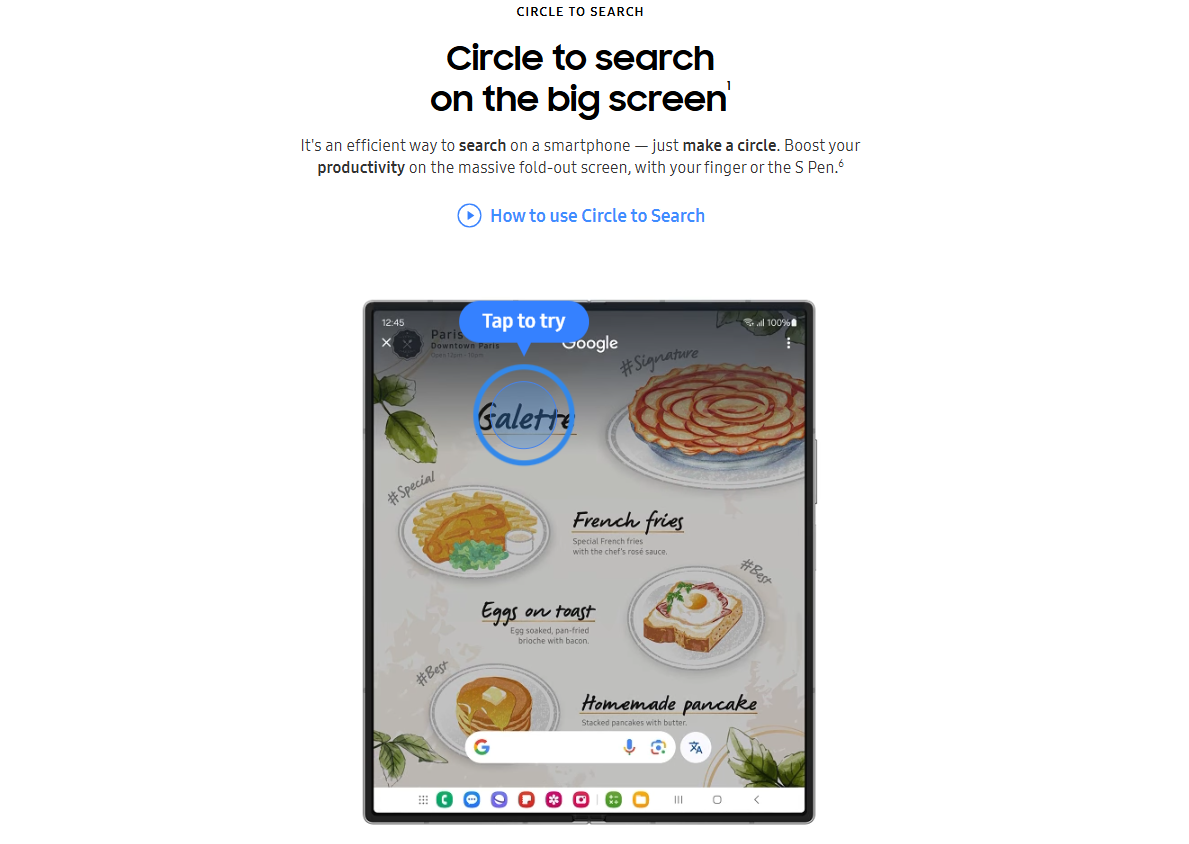 CIRCLE TO SEARCH
Circle to search
on the big screen¹
It's an efficient way to search on a smartphone — just make a circle. Boost your
productivity on the massive fold-out screen, with your finger or the S Pen.⁶
How to use Circle to Search
Tap to try
12:45
100%
Paris
Downtown Paris
Google
#Signature
Galette
#Special
French fries
Special French fries
with the chef's rosé sauce.
#Best
Eggs on toast
Egg soaked, pan-fried
brioche with bacon.
#Best
Homemade pancake
Stacked pancakes with butter.